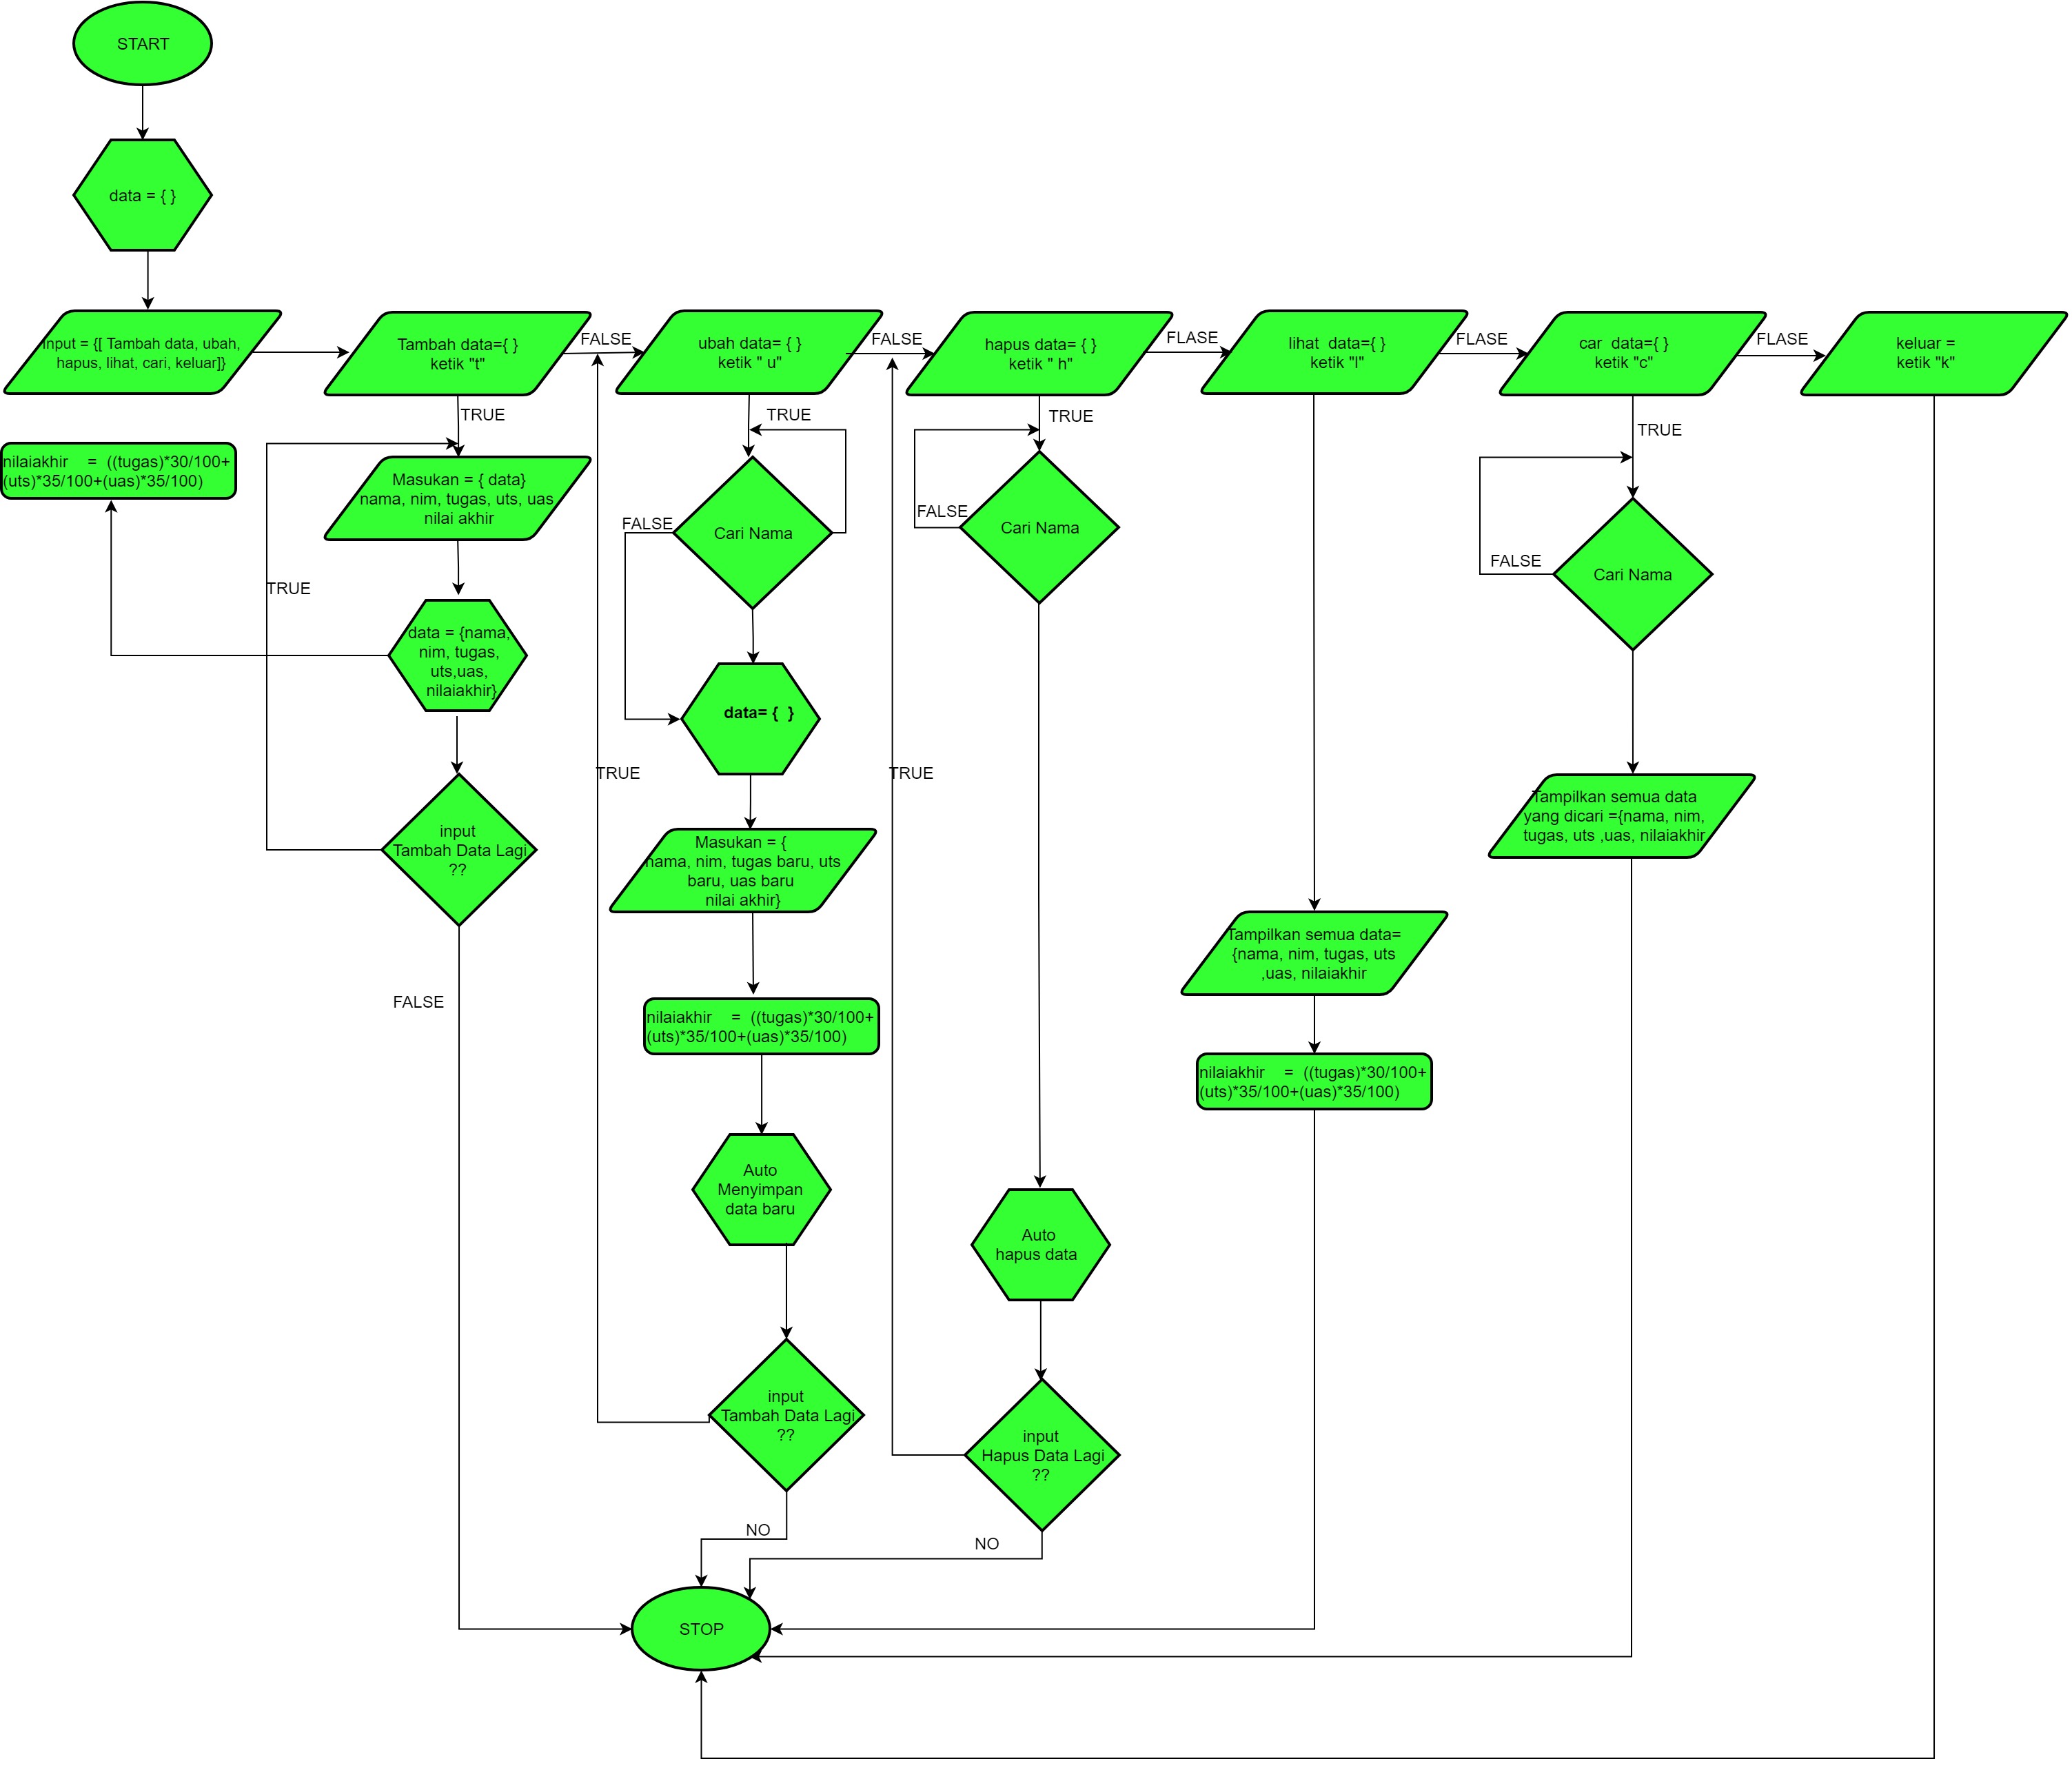 START
data = { }
Input = {[ Tambah data, ubah,
hapus, lihat, cari, keluar]}
Tambah data={ }
ketik "t"
FALSE
ubah data= { }
ketik " u"
FALSE
hapus data= { }
ketik " h"
FLASE
lihat  data={ }
ketik "l"
FLASE
car  data={ }
ketik "c"
FLASE
keluar =
ketik "k"
nilaiakhir = ((tugas)*30/100+
(uts)*35/100+(uas)*35/100)
TRUE
Masukan = { data}
nama, nim, tugas, uts, uas
nilai akhir
TRUE
data = {nama,
nim, tugas,
uts,uas,
nilaiakhir}
input
Tambah Data Lagi
??
FALSE
TRUE
Cari Nama
FALSE
data= {  }
TRUE
Masukan = {
nama, nim, tugas baru, uts
baru, uas baru
nilai akhir}
nilaiakhir = ((tugas)*30/100+
(uts)*35/100+(uas)*35/100)
Auto
Menyimpan
data baru
input
Tambah Data Lagi
??
NO
TRUE
FALSE
Cari Nama
TRUE
Auto
hapus data
input
Hapus Data Lagi
??
NO
Tampilkan semua data=
{nama, nim, tugas, uts
,uas, nilaiakhir
nilaiakhir = ((tugas)*30/100+
(uts)*35/100+(uas)*35/100)
TRUE
FALSE
Cari Nama
Tampilkan semua data
yang dicari ={nama, nim,
tugas, uts ,uas, nilaiakhir
STOP